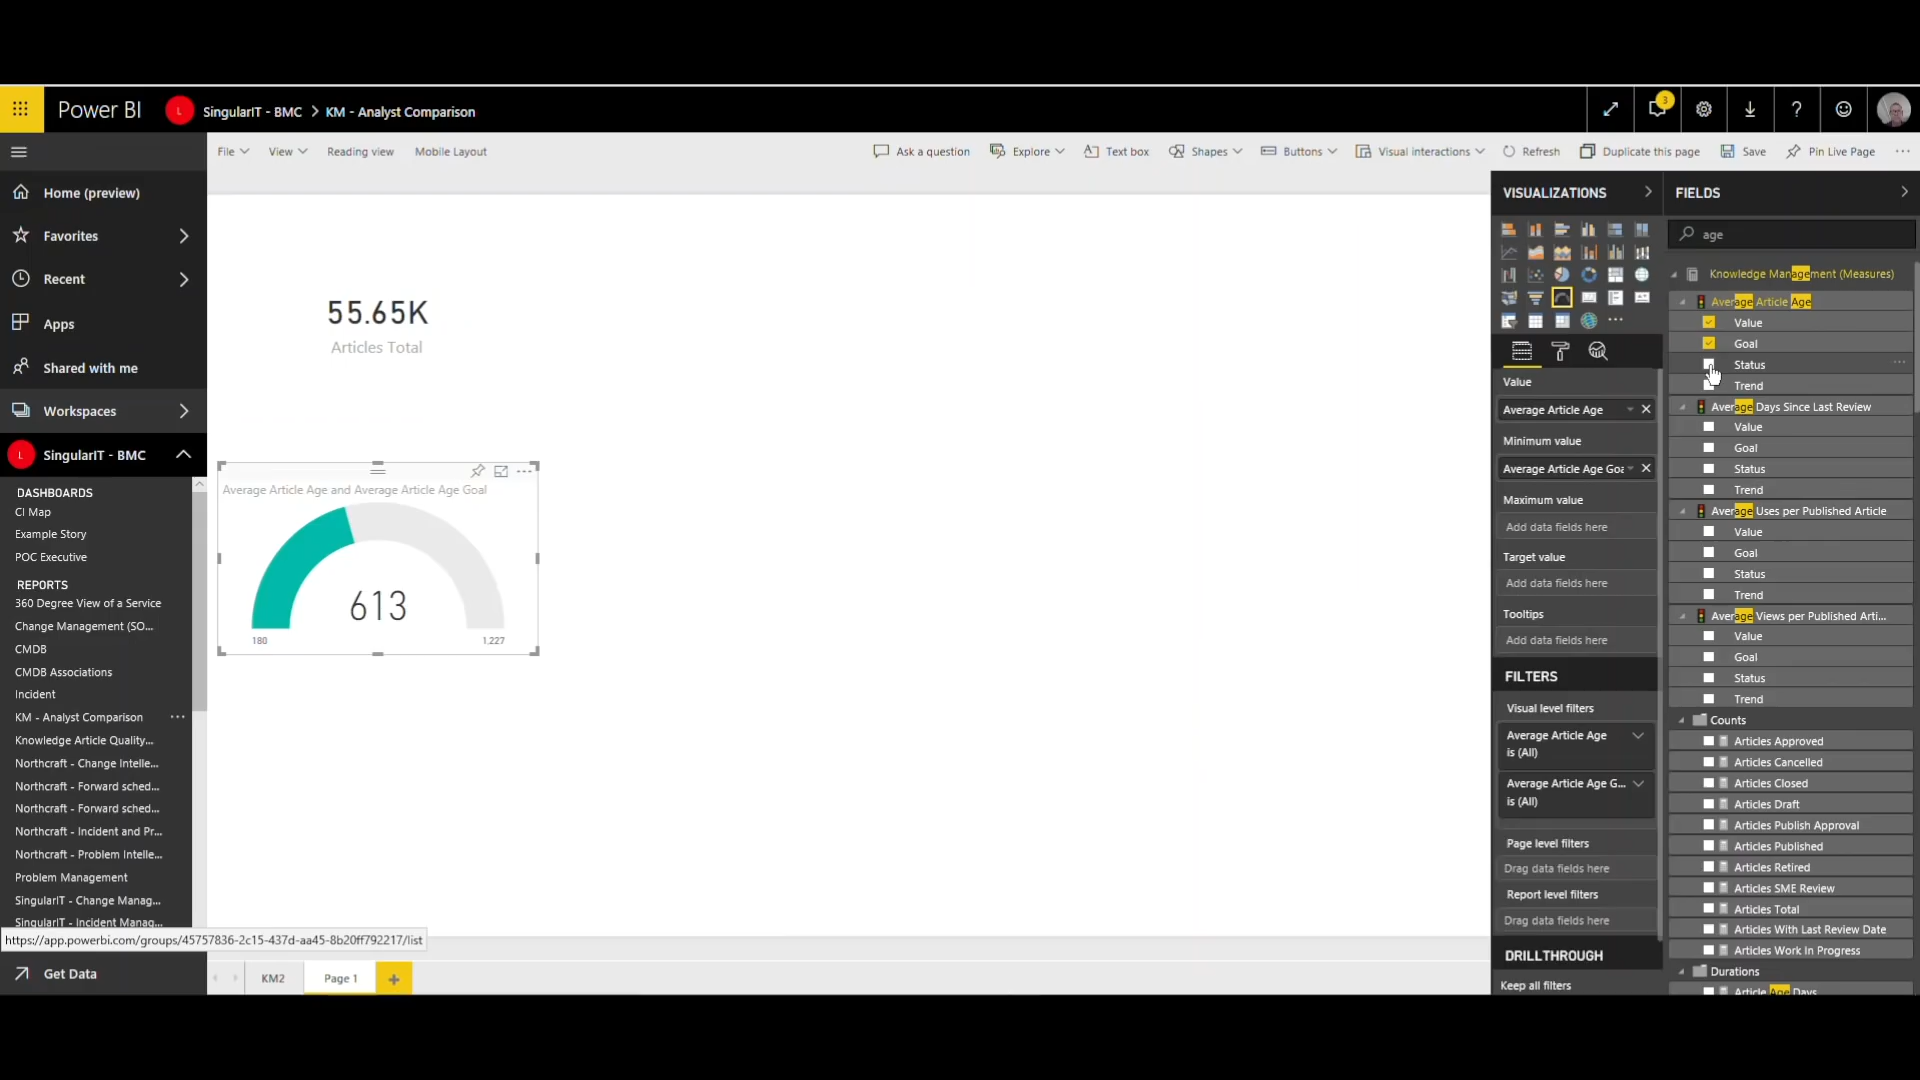 Power BI
L
SingularIT - BMC > KM - Analyst Comparison
3
?
File
View
Reading view
Mobile Layout
Ask a question
Explore
Text box
Shapes
Buttons
Visual interactions
Refresh
Duplicate this page
Save
Pin Live Page
...
Home (preview)
Favorites
Recent
Apps
Shared with me
Workspaces
L
SingularIT - BMC
DASHBOARDS
CI Map
Example Story
POC Executive
REPORTS
360 Degree View of a Service
Change Management (SO...
CMDB
CMDB Associations
Incident
KM - Analyst Comparison
...
Knowledge Article Quality...
Northcraft - Change Intelle...
Northcraft - Forward sched...
Northcraft - Forward sched...
Northcraft - Incident and Pr...
Northcraft - Problem Intelle...
Problem Management
SingularIT - Change Manag...
SingularIT - Incident Manag...
https://app.powerbi.com/groups/45757836-2c15-437d-aa45-8b20ff792217/list
Get Data
55.65K
Articles Total
Average Article Age and Average Article Age Goal
613
180
1,227
KM2
Page 1
+
VISUALIZATIONS
Value
Average Article Age
Minimum value
Average Article Age Goa
Maximum value
Add data fields here
Target value
Add data fields here
Tooltips
Add data fields here
FILTERS
Visual level filters
Average Article Age
is (All)
Average Article Age G...
is (All)
Page level filters
Drag data fields here
Report level filters
Drag data fields here
DRILLTHROUGH
Keep all filters
FIELDS
age
Knowledge Management (Measures)
Average Article Age
Value
Goal
Status
Trend
Average Days Since Last Review
Value
Goal
Status
Trend
Average Uses per Published Article
Value
Goal
Status
Trend
Average Views per Published Arti...
Value
Goal
Status
Trend
Counts
Articles Approved
Articles Cancelled
Articles Closed
Articles Draft
Articles Publish Approval
Articles Published
Articles Retired
Articles SME Review
Articles Total
Articles With Last Review Date
Articles Work In Progress
Durations
Article Age Days